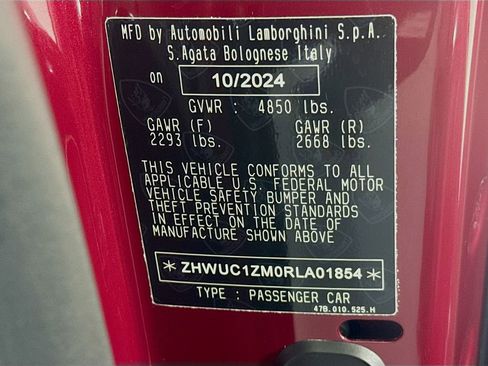 MFD by Automobili Lamborghini S.p.A.
S.Agata Bolognese Italy
on 10/2024
GVWR : 4850 lbs.
GAWR (F) GAWR (R)
2293 lbs. 2668 lbs.
THIS VEHICLE CONFORMS TO ALL
APPLICABLE U.S. FEDERAL MOTOR
VEHICLE SAFETY BUMPER AND
THEFT PREVENTION STANDARDS
IN EFFECT ON THE DATE OF
MANUFACTURE SHOWN ABOVE
* ZHWUC1ZM0RLA01854 *
TYPE : PASSENGER CAR
47B.010.525.H